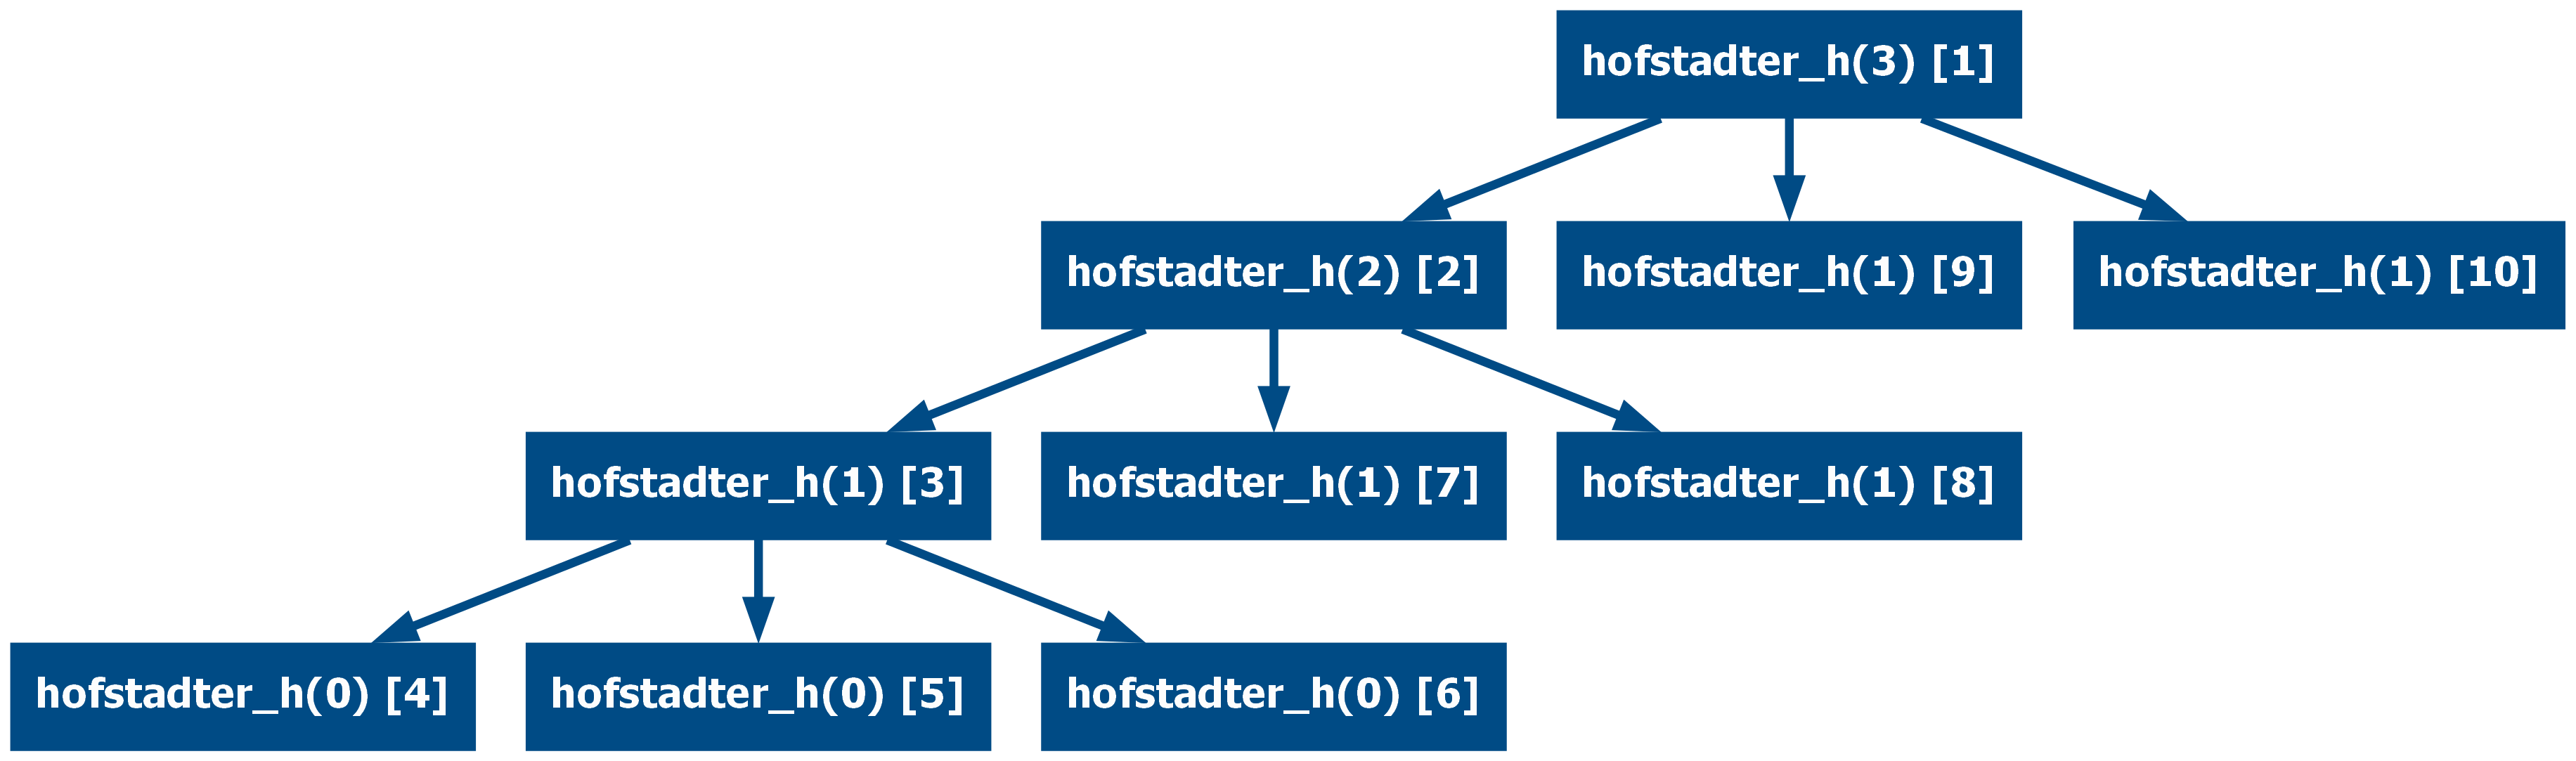 hofstadter_h(3) [1]
hofstadter_h(2) [2]
hofstadter_h(1) [9]
hofstadter_h(1) [10]
hofstadter_h(1) [3]
hofstadter_h(1) [7]
hofstadter_h(1) [8]
hofstadter_h(0) [4]
hofstadter_h(0) [5]
hofstadter_h(0) [6]